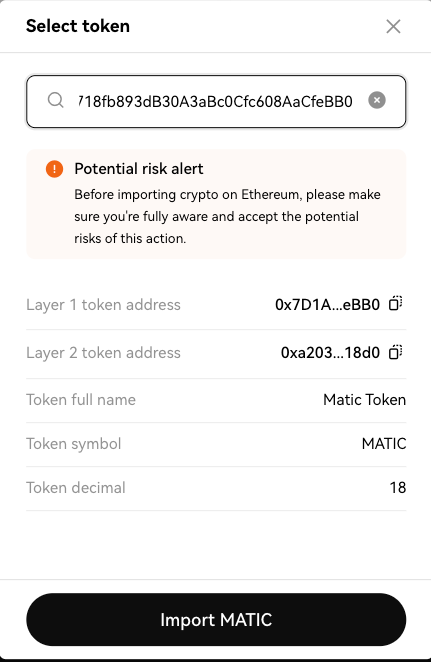 Select token
718fb893dB30A3aBc0Cfc608AaCfeBB0
Potential risk alert
Before importing crypto on Ethereum, please make
sure you're fully aware and accept the potential
risks of this action.
Layer 1 token address 0x7D1A...eBB0
Layer 2 token address 0xa203...18d0
Token full name Matic Token
Token symbol MATIC
Token decimal 18
Import MATIC